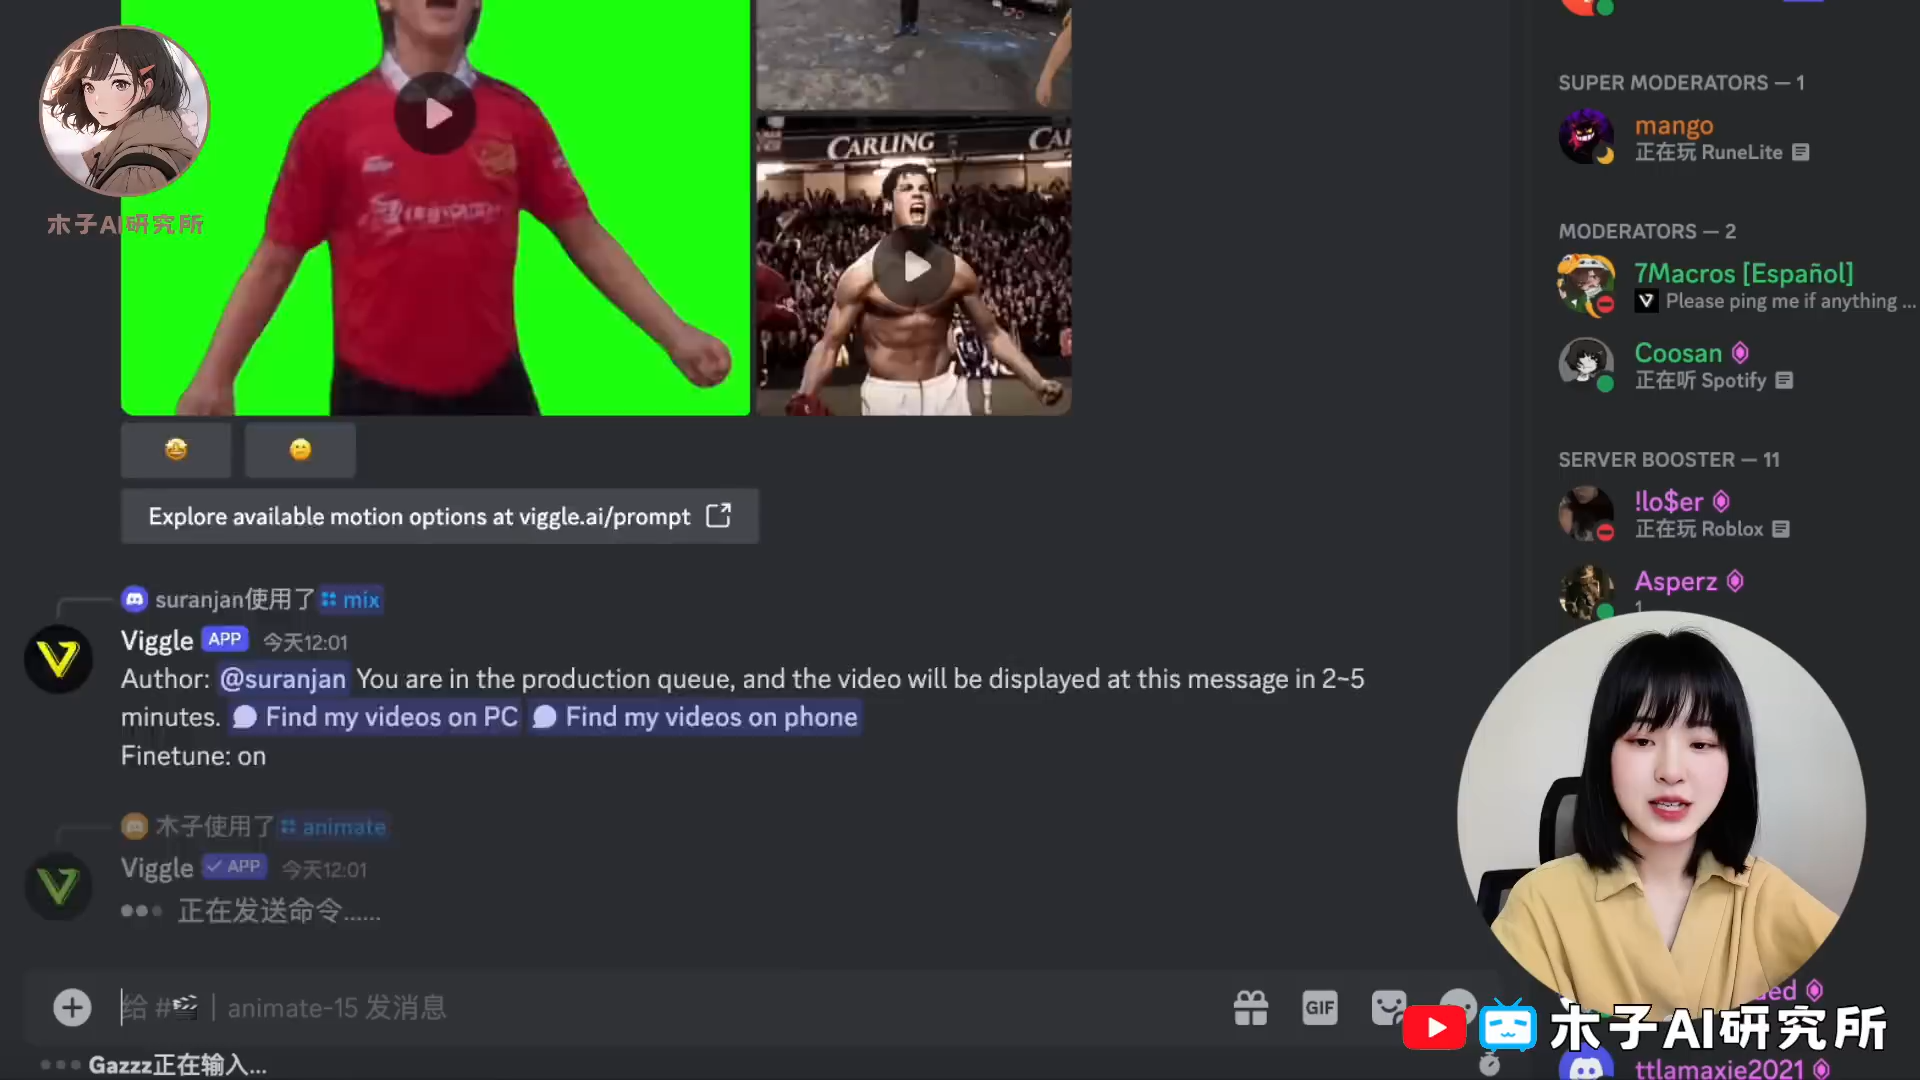 木子AI研究所
CARLING
Explore available motion options at viggle.ai/prompt
suranjan使用了 mix
Viggle APP 今天12:01
Author: @suranjan You are in the production queue, and the video will be displayed at this message in 2~5
minutes. Find my videos on PC Find my videos on phone
Finetune: on
木子使用了 animate
Viggle APP 今天12:01
正在发送命令......
给 # | animate-15 发消息
GIF
Gazzz正在输入...
SUPER MODERATORS — 1
mango
正在玩 RuneLite
MODERATORS — 2
7Macros [Español]
Please ping me if anything ...
Coosan
正在听 Spotify
SERVER BOOSTER — 11
!lo$er
正在玩 Roblox
Asperz
木子AI研究所
ttlamaxie2021